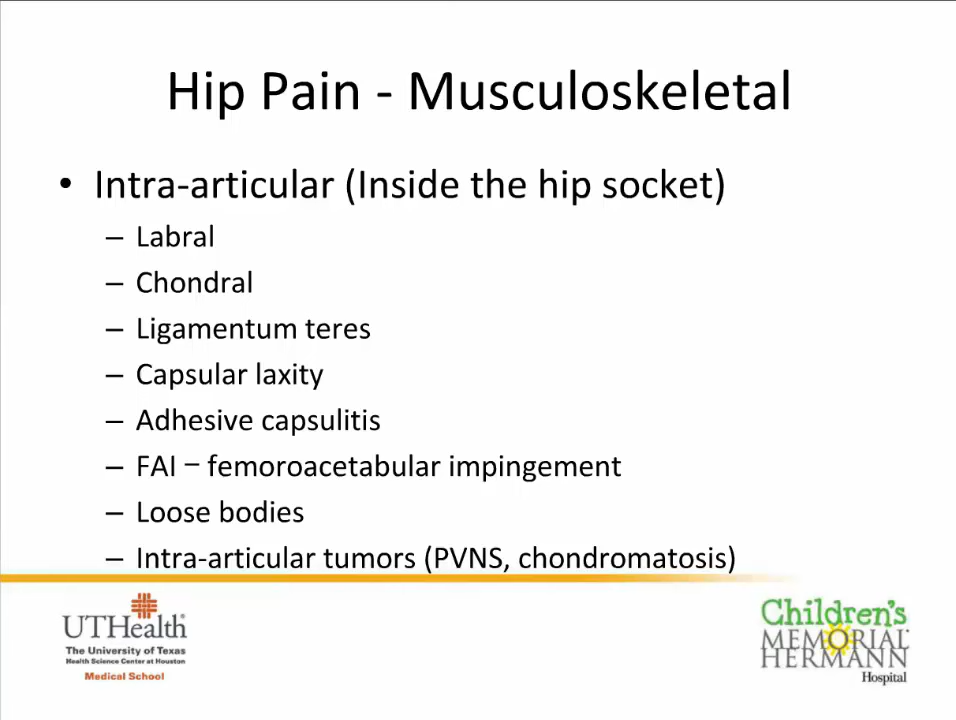 Hip Pain - Musculoskeletal
• Intra-articular (Inside the hip socket)
– Labral
– Chondral
– Ligamentum teres
– Capsular laxity
– Adhesive capsulitis
– FAI – femoroacetabular impingement
– Loose bodies
– Intra-articular tumors (PVNS, chondromatosis)
UTHealth
The University of Texas
Health Science Center at Houston
Medical School
Children's
MEMORIAL
HERMANN
Hospital